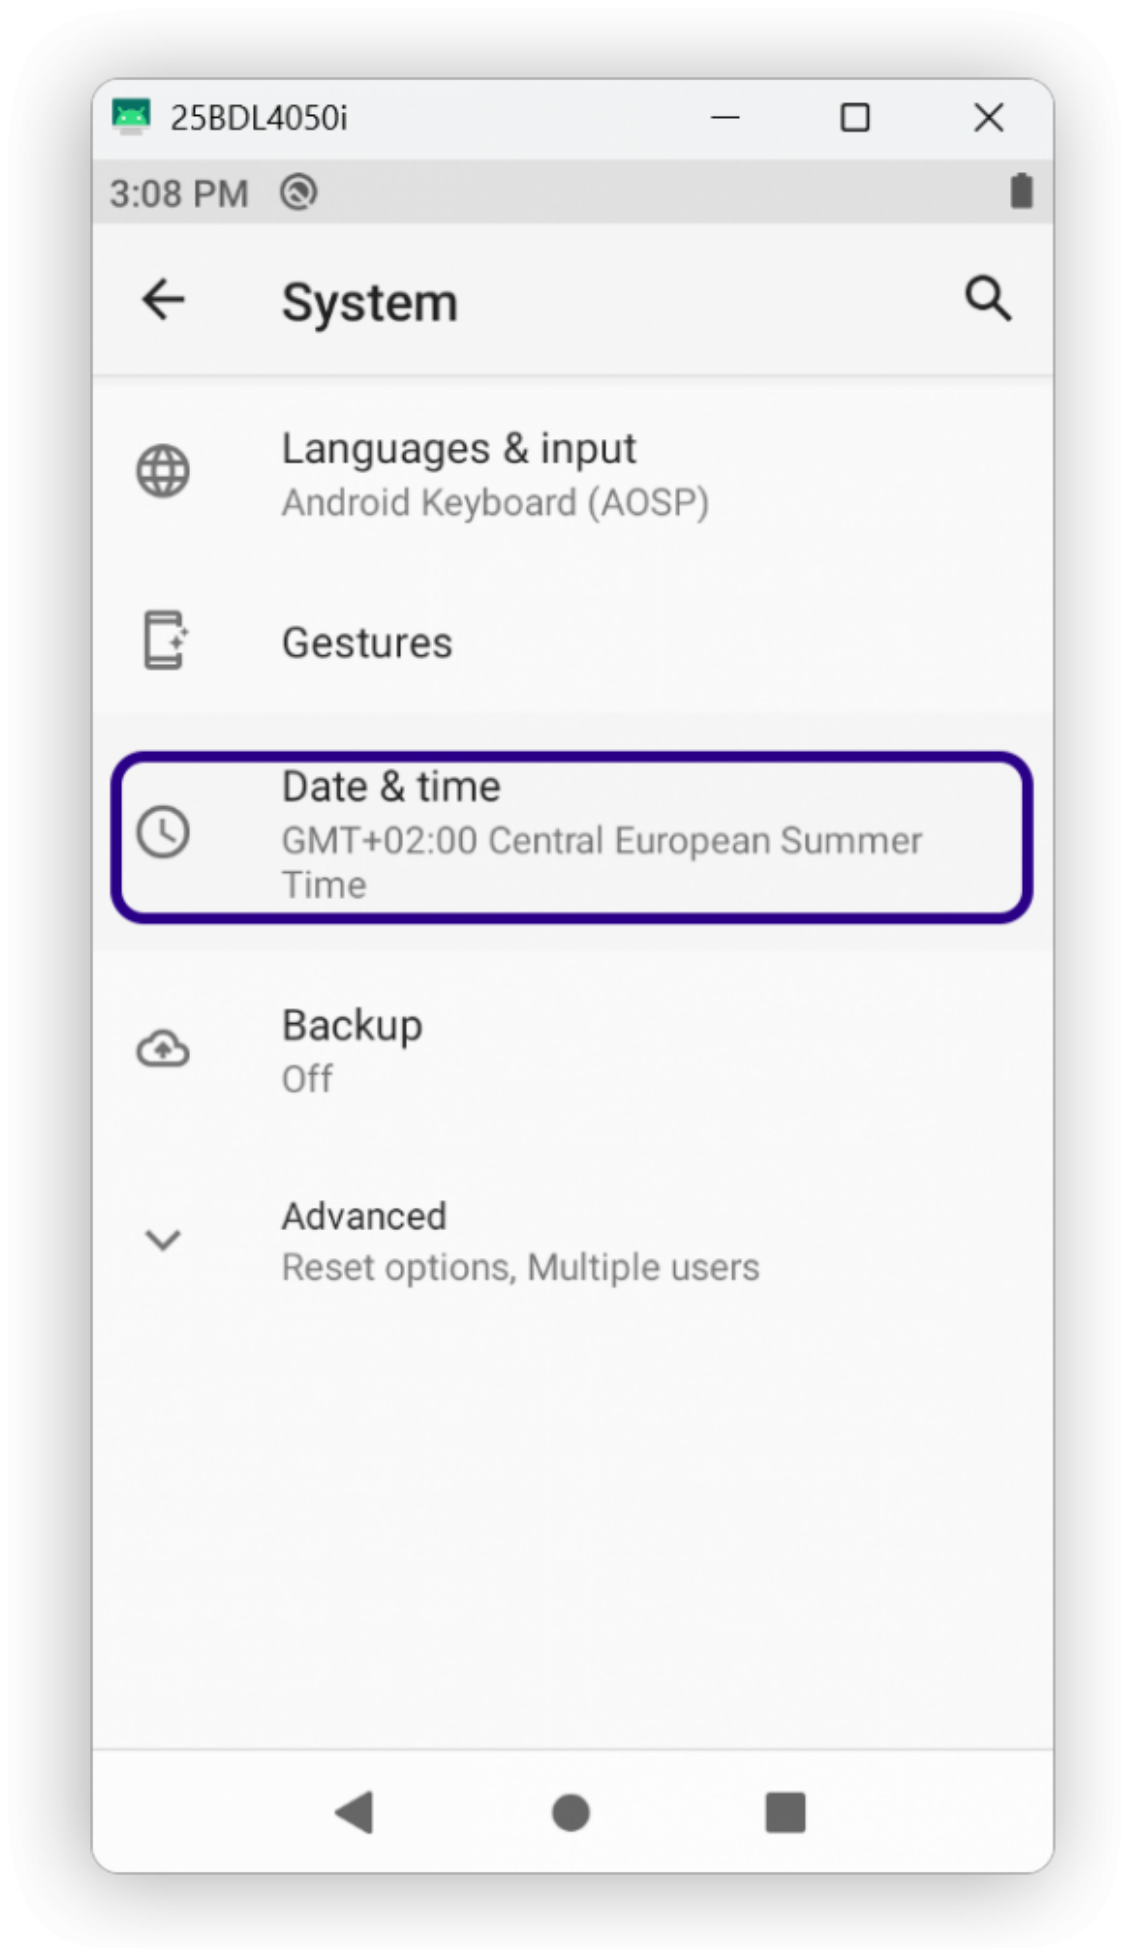 25BDL4050i
3:08 PM
System
Languages & input
Android Keyboard (AOSP)
Gestures
Date & time
GMT+02:00 Central European Summer
Time
Backup
Off
Advanced
Reset options, Multiple users